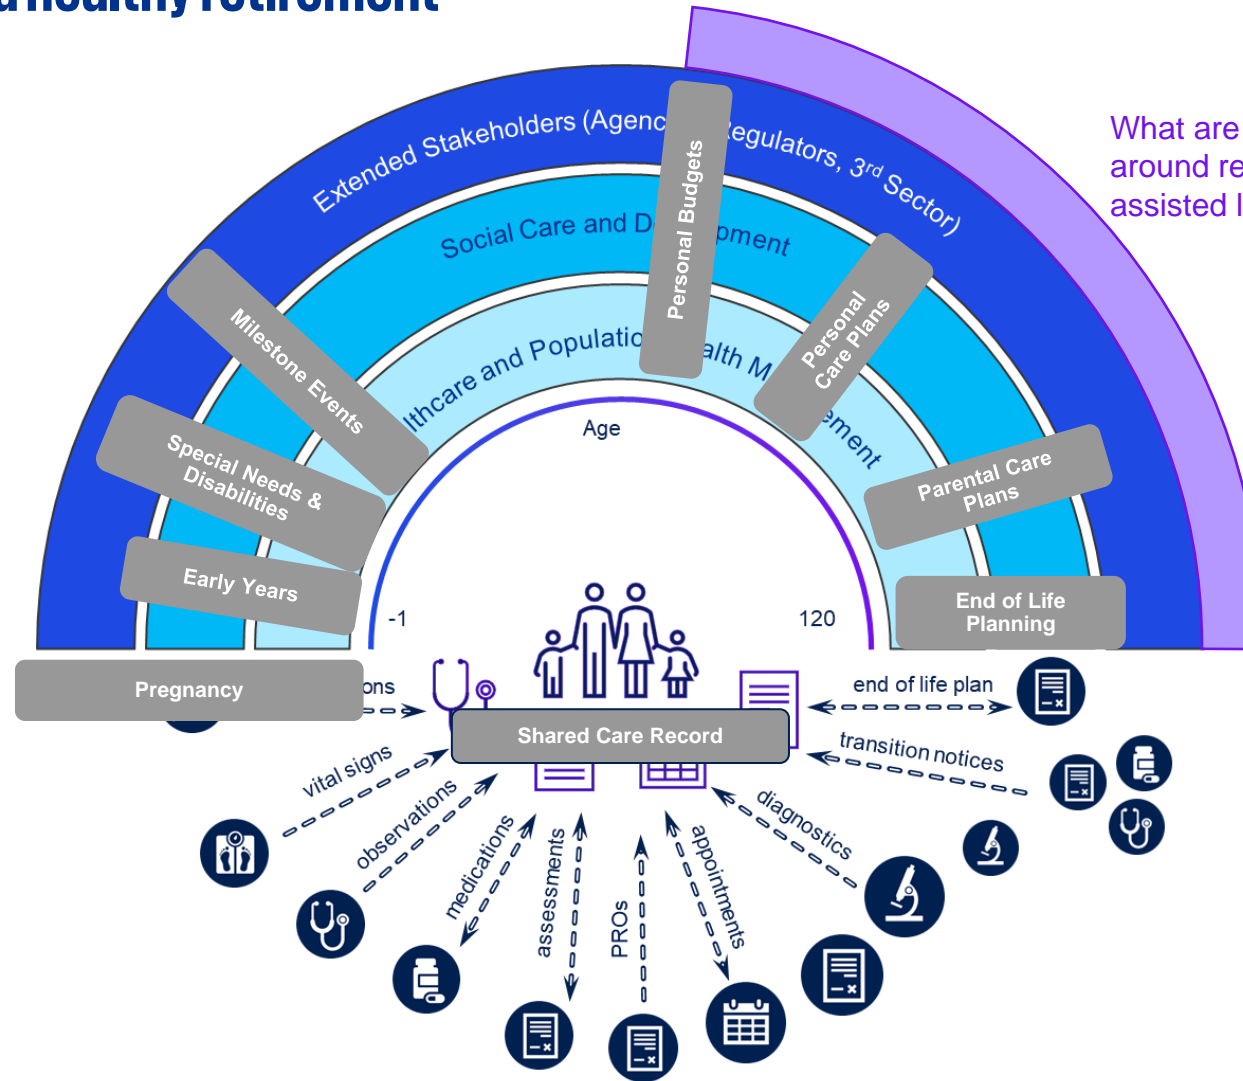 healthy retirement
What are
around re
assisted l
Extended Stakeholders (Agenc Regulators, 3rd Sector)
Social Care and D pment
lthcare and Populatio alth M ement
Personal Budgets
Personal
Care Plans
Milestone Events
Special Needs &
Disabilities
Early Years
Parental Care
Plans
End of Life
Planning
Pregnancy
Age
-1
120
Shared Care Record
ons
vital signs
observations
medications
assessments
PROs
appointments
diagnostics
transition notices
end of life plan